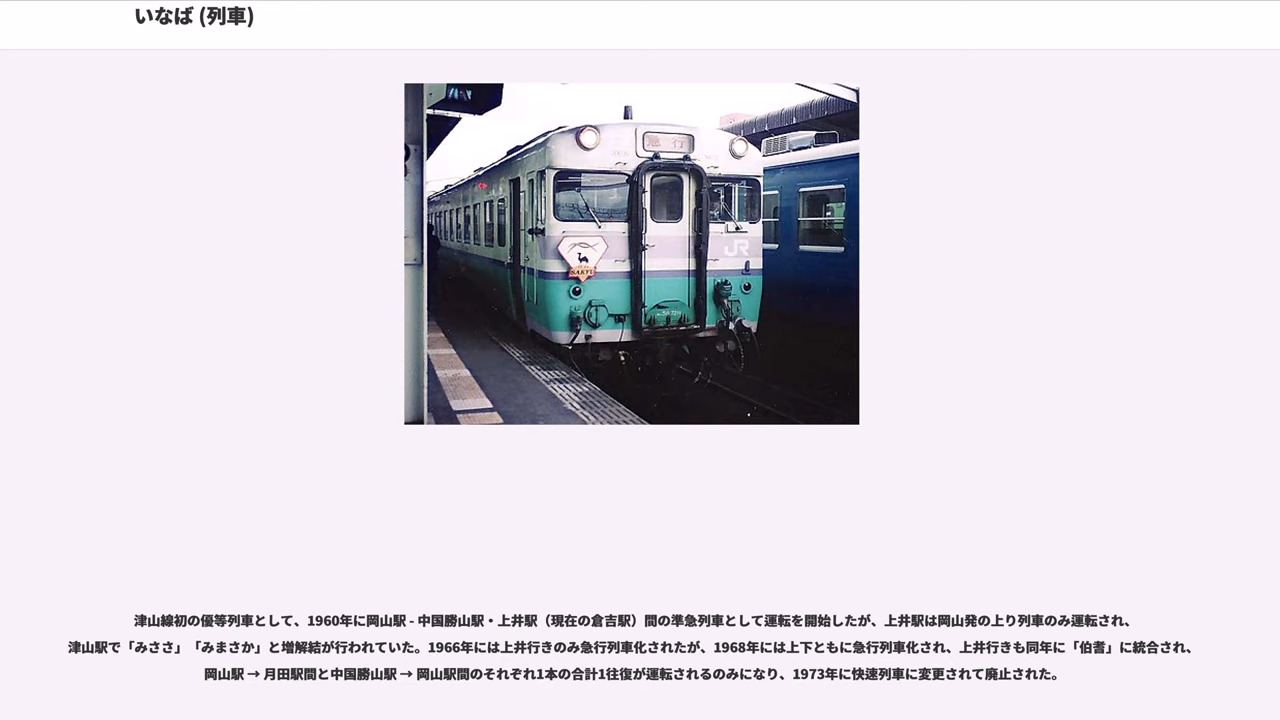 いなば (列車)
急行
JR
SAKYU
津山線初の優等列車として、1960年に岡山駅 - 中国勝山駅・上井駅（現在の倉吉駅）間の準急列車として運転を開始したが、上井駅は岡山発の上り列車のみ運転され、
津山駅で「みささ」「みまさか」と増解結が行われていた。1966年には上井行きのみ急行列車化されたが、1968年には上下ともに急行列車化され、上井行きも同年に「伯耆」に統合され、
岡山駅 → 月田駅間と中国勝山駅 → 岡山駅間のそれぞれ1本の合計1往復が運転されるのみになり、1973年に快速列車に変更されて廃止された。